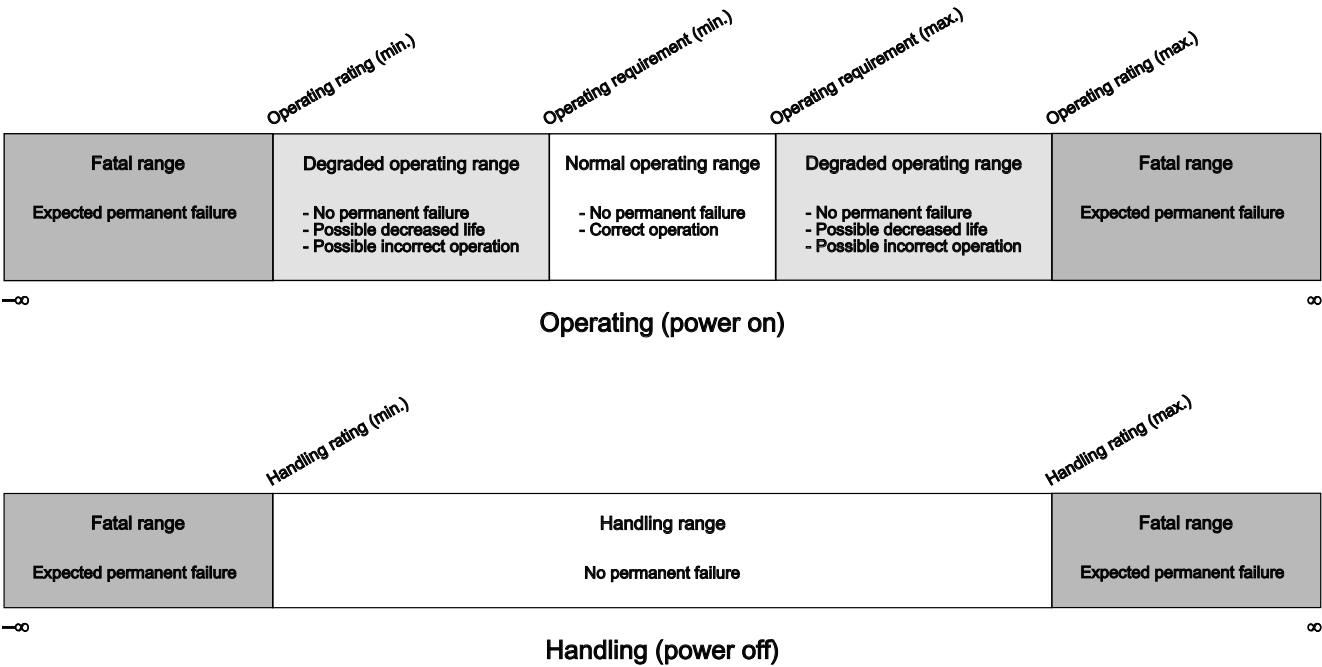 Operating rating (min.)
Operating requirement (min.)
Operating requirement (max.)
Operating rating (max.)
Fatal range
Degraded operating range
Normal operating range
Degraded operating range
Fatal range
Expected permanent failure
- No permanent failure
- Possible decreased life
- Possible incorrect operation
- No permanent failure
- Correct operation
- No permanent failure
- Possible decreased life
- Possible incorrect operation
Expected permanent failure
–∞
∞
Operating (power on)
Handling rating (min.)
Handling rating (max.)
Fatal range
Handling range
Fatal range
Expected permanent failure
No permanent failure
Expected permanent failure
–∞
∞
Handling (power off)